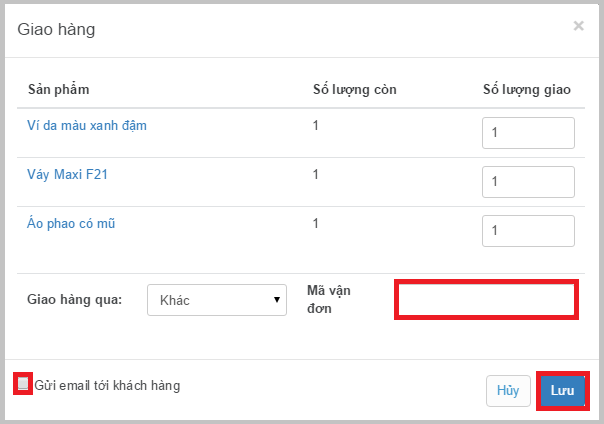 Giao hàng ×
Sản phẩm Số lượng còn Số lượng giao
Ví da màu xanh đậm 1 1
Váy Maxi F21 1 1
Áo phao có mũ 1 1
Giao hàng qua: Khác Mã vận
đơn
Gửi email tới khách hàng Hủy Lưu